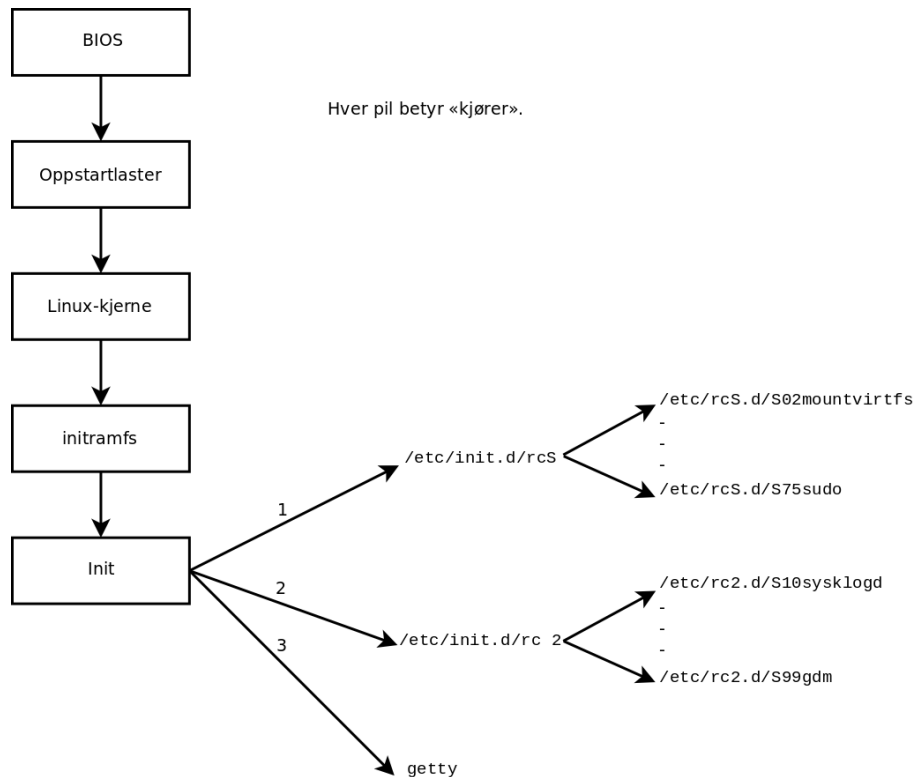 BIOS
Hver pil betyr «kjører».
Oppstartlaster
Linux-kjerne
initramfs
Init
1
2
3
/etc/init.d/rcS
/etc/rcS.d/S02mountvirtfs
-
-
-
/etc/rcS.d/S75sudo
/etc/init.d/rc 2
/etc/rc2.d/S10sysklogd
-
-
-
/etc/rc2.d/S99gdm
getty